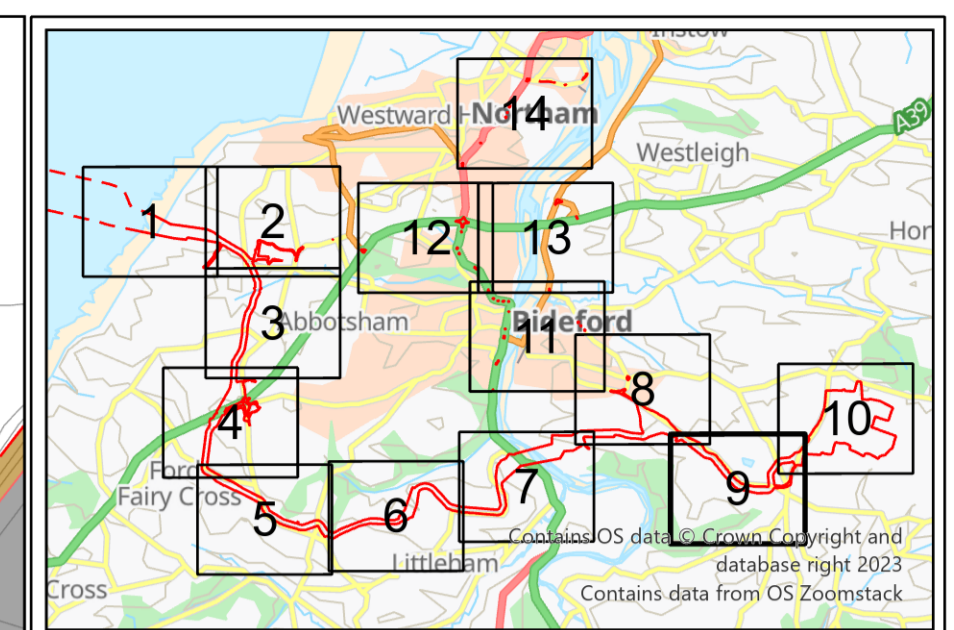 Instow
14
Westward H
Northam
A39
Westleigh
1
2
12
13
Hor
3
Abbotsham
Bideford
11
8
4
10
Ford
Fairy Cross
5
6
7
9
Littleham
Cross
Contains OS data © Crown Copyright and
database right 2023
Contains data from OS Zoomstack